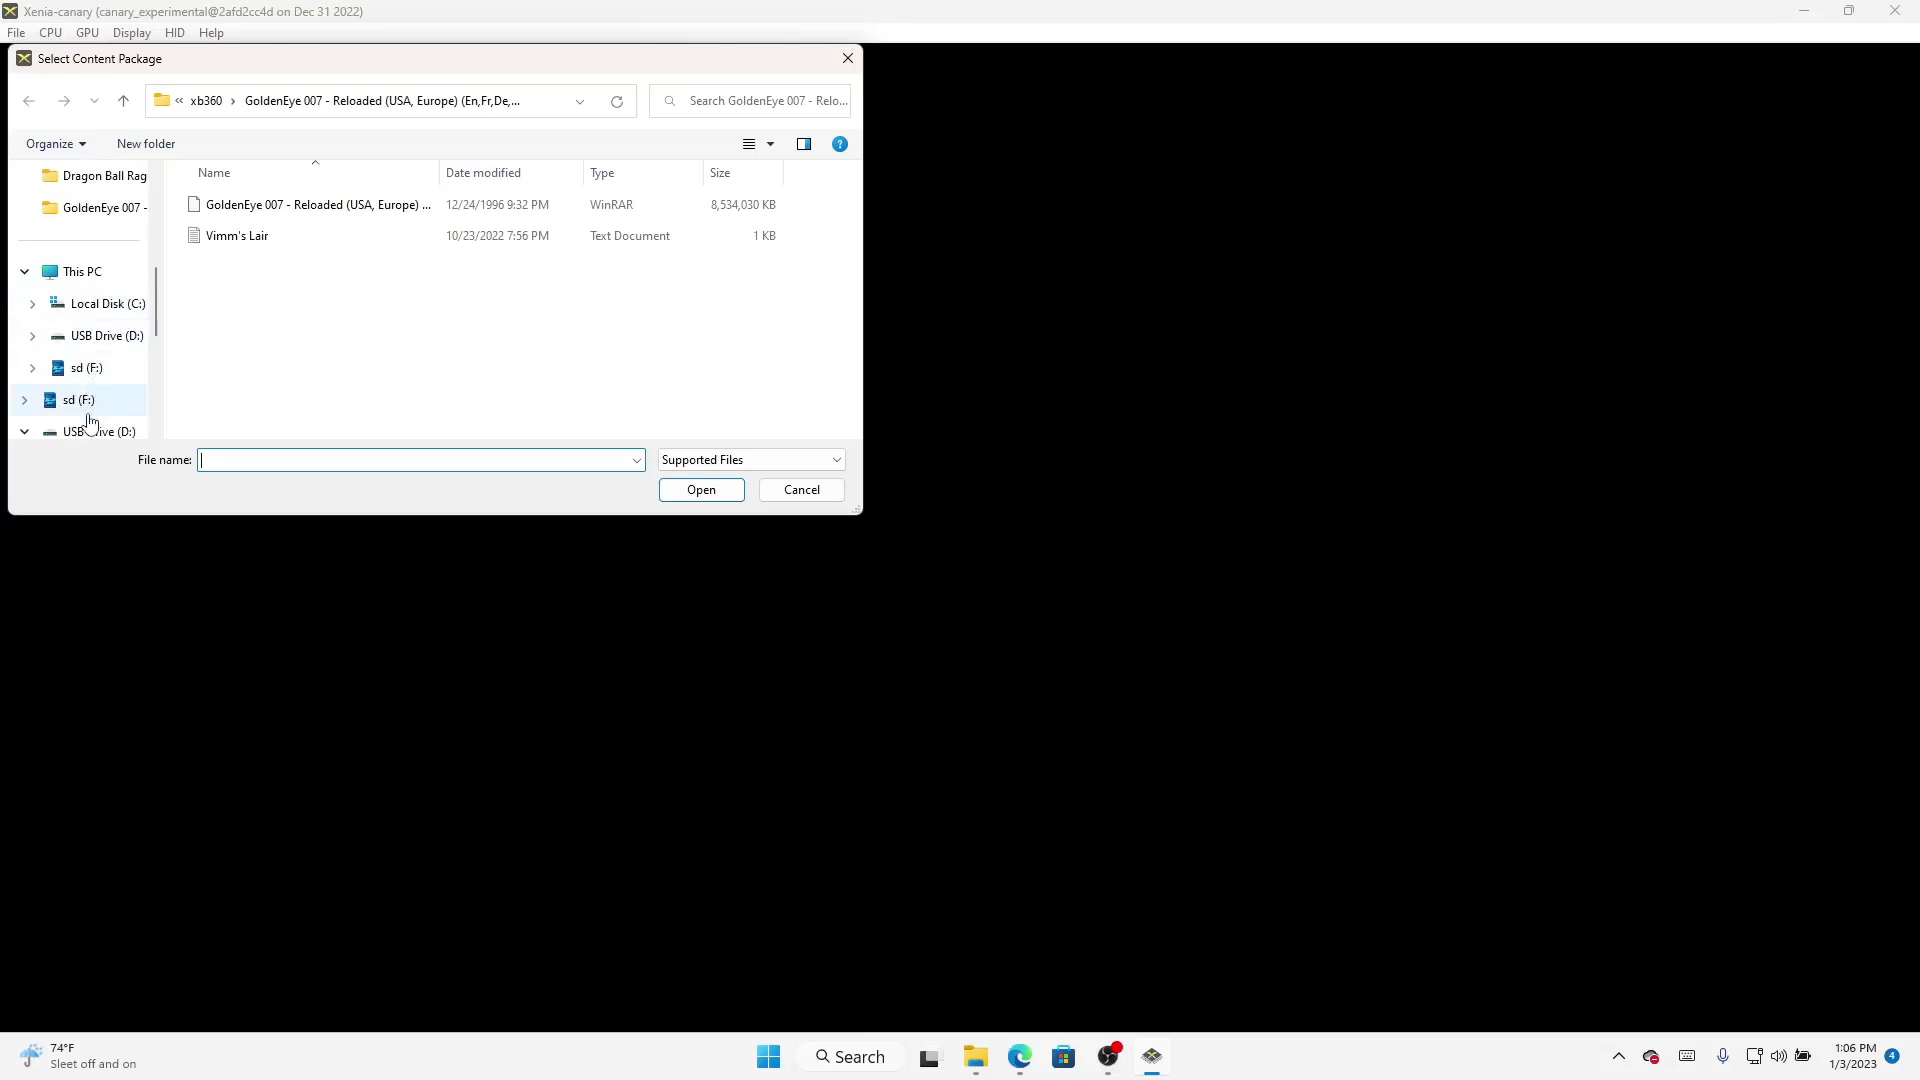 Xenia-canary (canary_experimental@2afd2cc4d on Dec 31 2022)
File CPU GPU Display HID Help
Select Content Package
« xb360 › GoldenEye 007 - Reloaded (USA, Europe) (En,Fr,De,...
Search GoldenEye 007 - Relo...
Organize New folder
Dragon Ball Rag
GoldenEye 007 -
This PC
Local Disk (C:)
USB Drive (D:)
sd (F:)
sd (F:)
(D:)
Name Date modified Type Size
GoldenEye 007 - Reloaded (USA, Europe) ... 12/24/1996 9:32 PM WinRAR 8,534,030 KB
Vimm's Lair 10/23/2022 7:56 PM Text Document 1 KB
File name: Supported Files
Open Cancel
74°F
Sleet off and on
Search
1:06 PM
1/3/2023
4